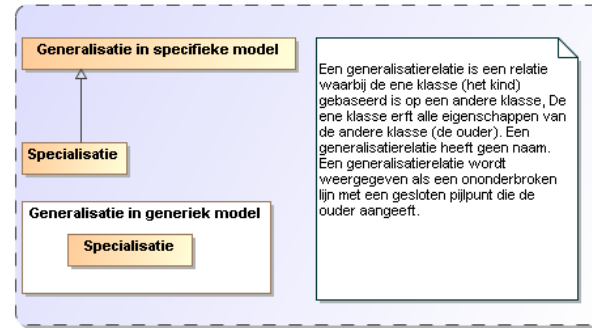 Generalisatie in specifieke model
Specialisatie
Generalisatie in generiek model
Specialisatie
Een generalisatierelatie is een relatie
waarbij de ene klasse (het kind)
gebaseerd is op een andere klasse, De
ene klasse erft alle eigenschappen van
de andere klasse (de ouder). Een
generalisatierelatie heeft geen naam.
Een generalisatierelatie wordt
weergegeven als een ononderbroken
lijn met een gesloten pijlpunt die de
ouder aangeeft.